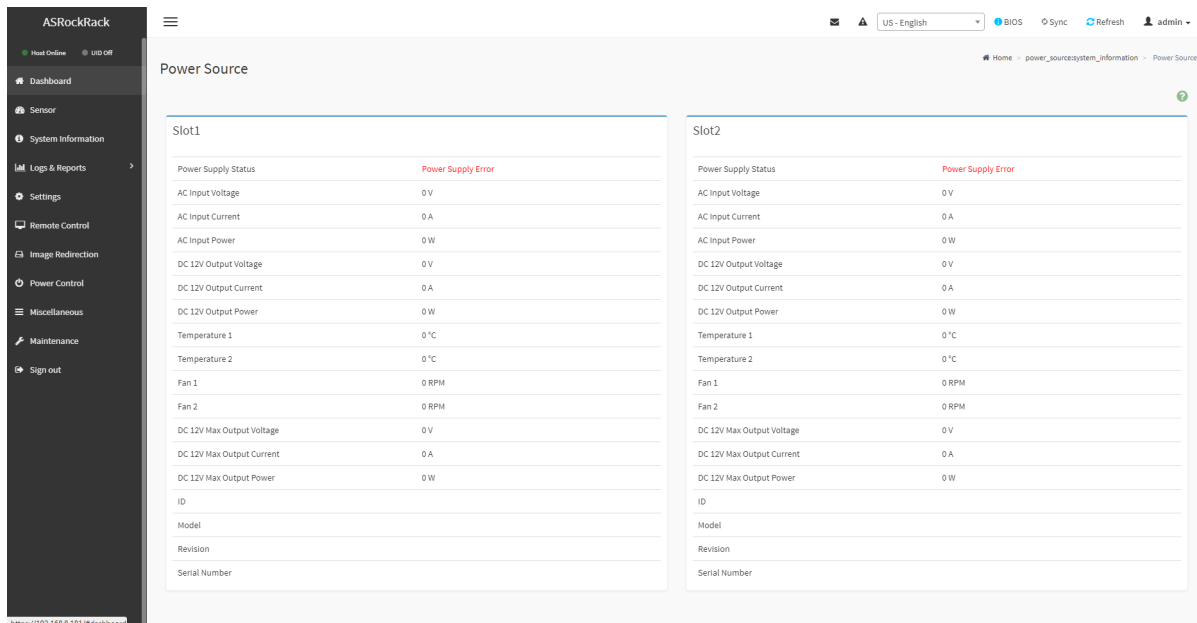 ASRockRack
US - English
BIOS
Sync
Refresh
admin
Host Online
UID Off
Dashboard
Sensor
System Information
Logs & Reports
Settings
Remote Control
Image Redirection
Power Control
Miscellaneous
Maintenance
Sign out
Power Source
Home > power_source:system_information > Power Source
Slot1
Power Supply Status Power Supply Error
AC Input Voltage 0 V
AC Input Current 0 A
AC Input Power 0 W
DC 12V Output Voltage 0 V
DC 12V Output Current 0 A
DC 12V Output Power 0 W
Temperature 1 0 °C
Temperature 2 0 °C
Fan 1 0 RPM
Fan 2 0 RPM
DC 12V Max Output Voltage 0 V
DC 12V Max Output Current 0 A
DC 12V Max Output Power 0 W
ID
Model
Revision
Serial Number
Slot2
Power Supply Status Power Supply Error
AC Input Voltage 0 V
AC Input Current 0 A
AC Input Power 0 W
DC 12V Output Voltage 0 V
DC 12V Output Current 0 A
DC 12V Output Power 0 W
Temperature 1 0 °C
Temperature 2 0 °C
Fan 1 0 RPM
Fan 2 0 RPM
DC 12V Max Output Voltage 0 V
DC 12V Max Output Current 0 A
DC 12V Max Output Power 0 W
ID
Model
Revision
Serial Number